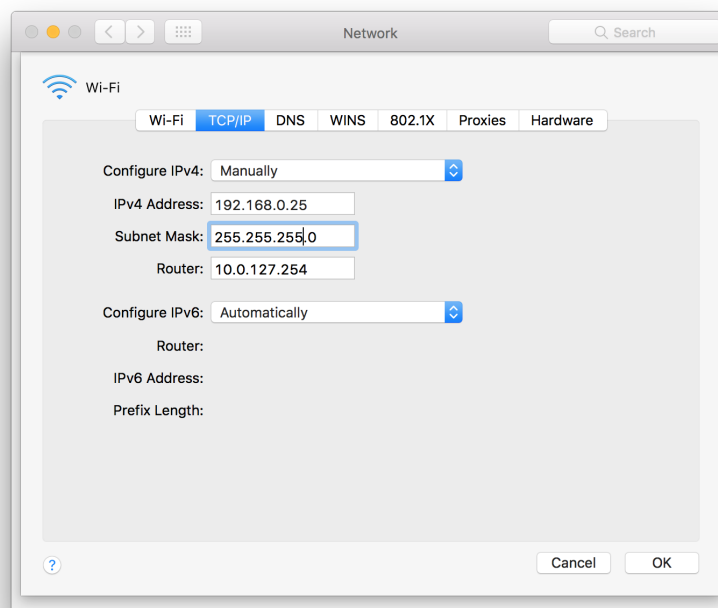 Network
Search
Wi-Fi
Wi-Fi TCP/IP DNS WINS 802.1X Proxies Hardware
Configure IPv4: Manually
IPv4 Address: 192.168.0.25
Subnet Mask: 255.255.255.0
Router: 10.0.127.254
Configure IPv6: Automatically
Router:
IPv6 Address:
Prefix Length:
? Cancel OK